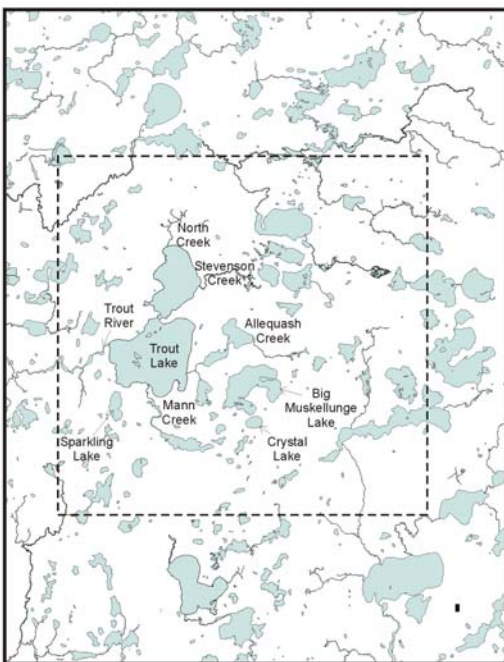 North
Creek
Stevenson
Creek
Trout
River
Allequash
Creek
Trout
Lake
Mann
Creek
Big
Muskellunge
Lake
Sparkling
Lake
Crystal
Lake